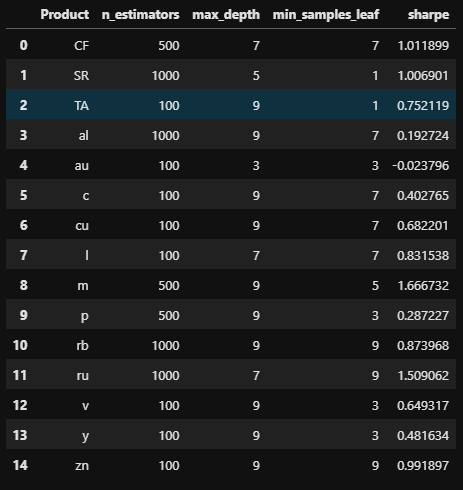 Product n_estimators max_depth min_samples_leaf sharpe
0 CF 500 7 7 1.011899
1 SR 1000 5 1 1.006901
2 TA 100 9 1 0.752119
3 al 1000 9 7 0.192724
4 au 100 3 3 -0.023796
5 c 100 9 7 0.402765
6 cu 100 9 7 0.682201
7 l 100 7 7 0.831538
8 m 500 9 5 1.666732
9 p 500 9 3 0.287227
10 rb 1000 9 9 0.873968
11 ru 1000 7 9 1.509062
12 v 100 9 3 0.649317
13 y 100 9 3 0.481634
14 zn 100 9 9 0.991897